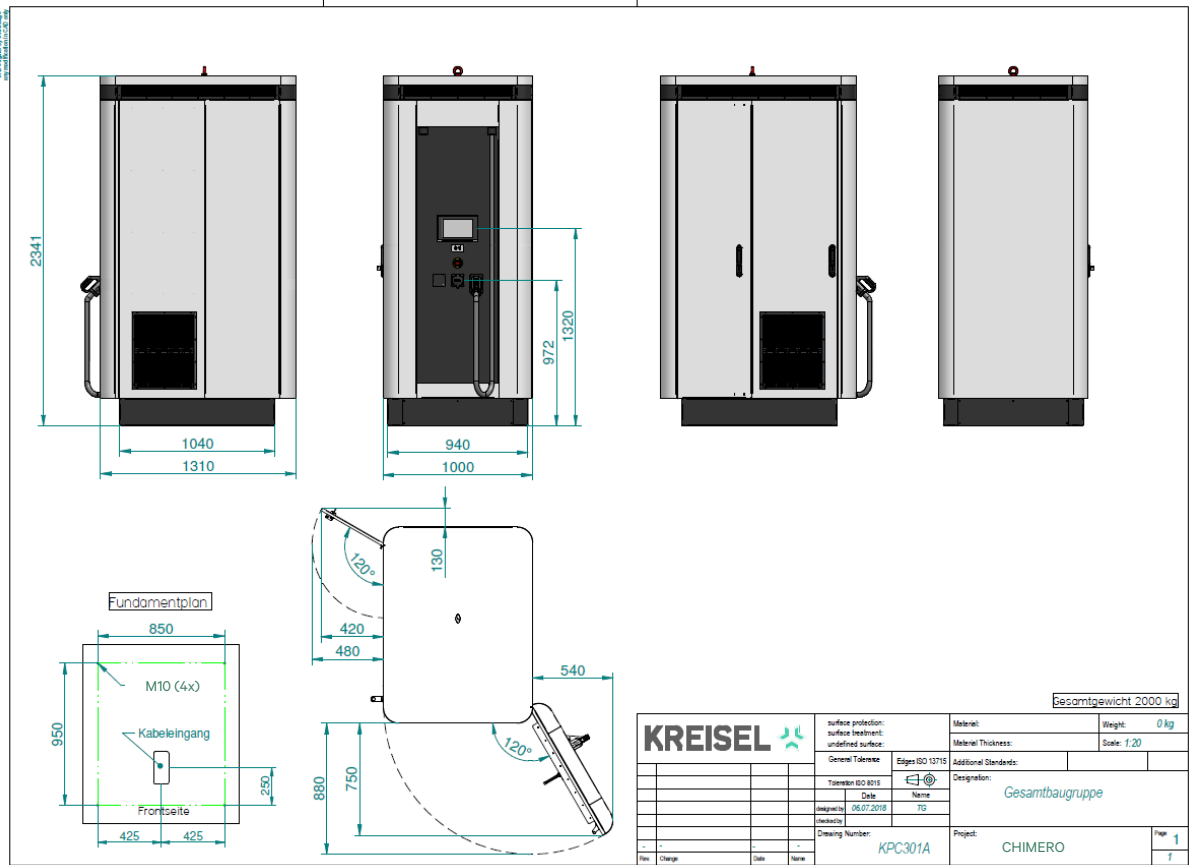 2341
1040
1310
972
1320
940
1000
120°
130
420
480
540
120°
750
880
Fundamentplan
850
M10 (4x)
950
Kabeleingang
250
Frontseite
425
425
Gesamtgewicht 2000 kg
KREISEL
surface protection:
surface treatment:
undefined surface:
Material:
Weight: 0 kg
Material Thickness:
Scale: 1:20
General Tolerance
Edges ISO 13715
Additional Standards:
Toleration ISO 8015
Designation:
Gesamtbaugruppe
Date
Name
designed by 06.07.2018 TG
checked by
Drawing Number:
KPC301A
Project:
CHIMERO
Page 1
1
- - - -
Rev. Change Date Name